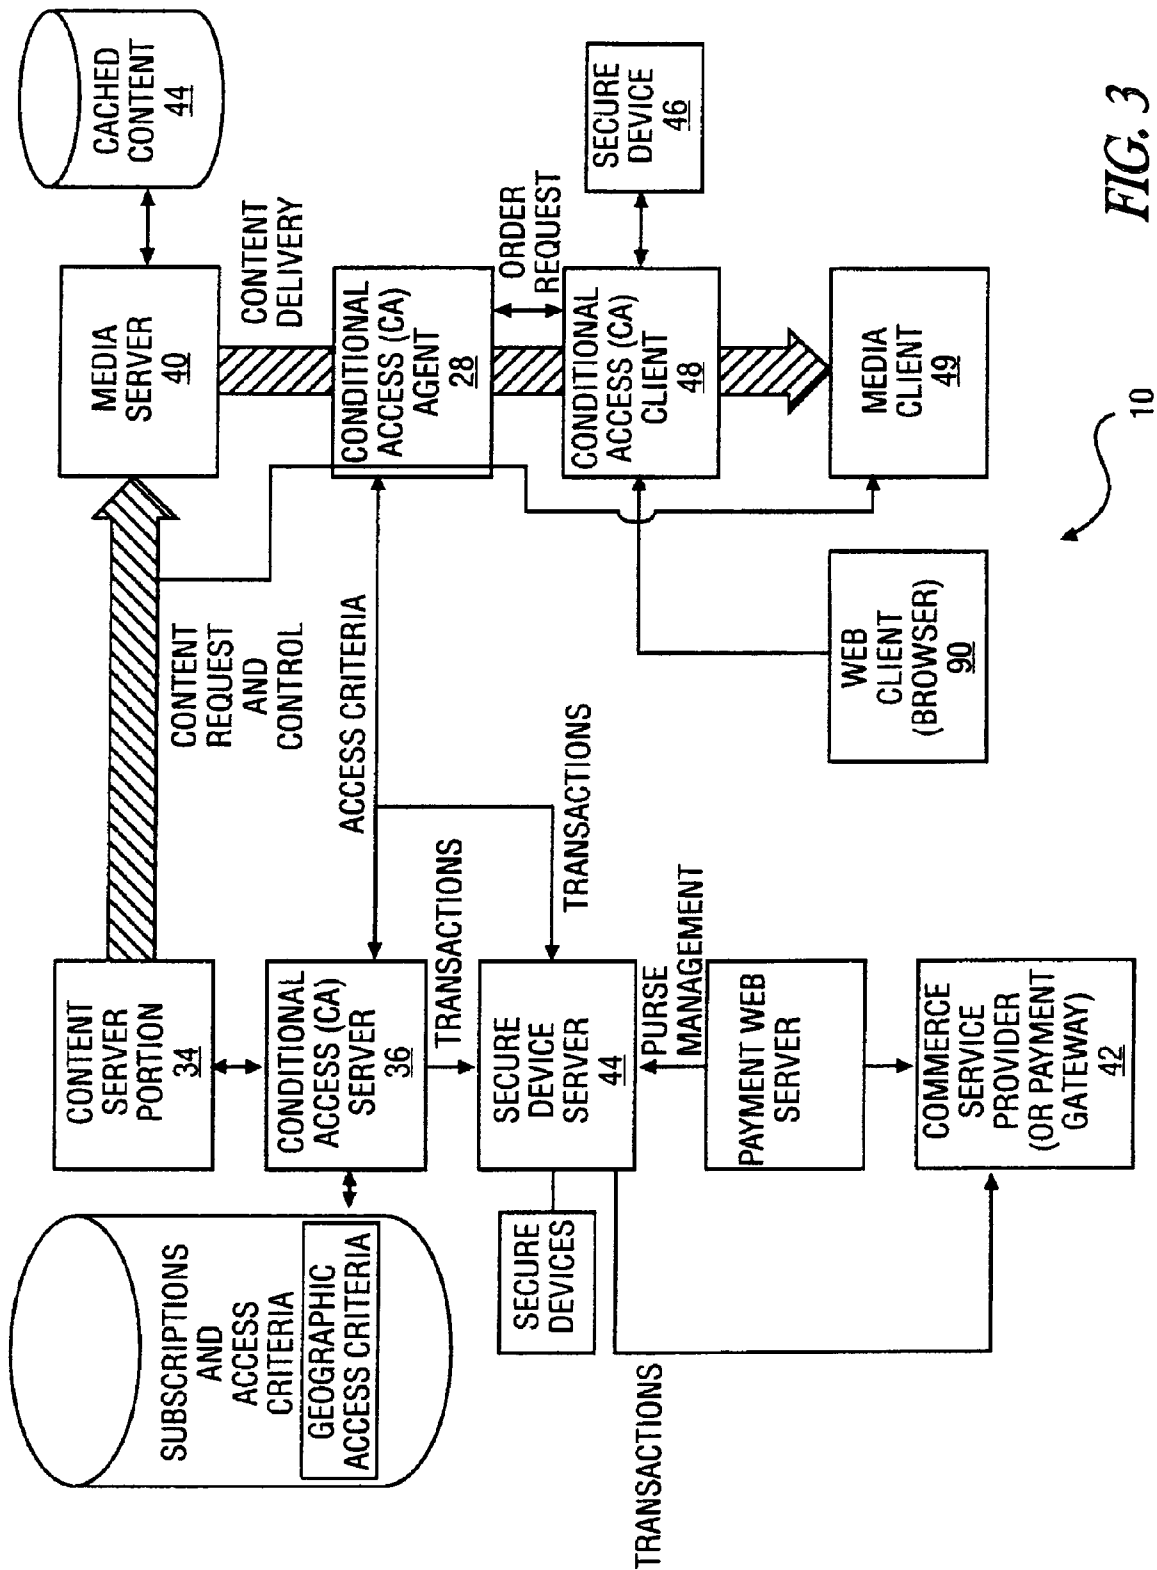 SUBSCRIPTIONS
AND
ACCESS
CRITERIA
GEOGRAPHIC
ACCESS CRITERIA
CONTENT
SERVER
PORTION
34
CONTENT
REQUEST
AND
CONTROL
MEDIA
SERVER
40
CACHED
CONTENT
44
CONTENT
DELIVERY
CONDITIONAL
ACCESS (CA)
SERVER
36
ACCESS CRITERIA
CONDITIONAL
ACCESS (CA)
AGENT
28
TRANSACTIONS
TRANSACTIONS
ORDER
REQUEST
SECURE
DEVICES
SECURE
DEVICE
SERVER
44
CONDITIONAL
ACCESS (CA)
CLIENT
48
SECURE
DEVICE
46
TRANSACTIONS
PURSE
MANAGEMENT
PAYMENT WEB
SERVER
WEB
CLIENT
(BROWSER)
90
MEDIA
CLIENT
49
COMMERCE
SERVICE
PROVIDER
(OR PAYMENT
GATEWAY)
42
10
FIG. 3